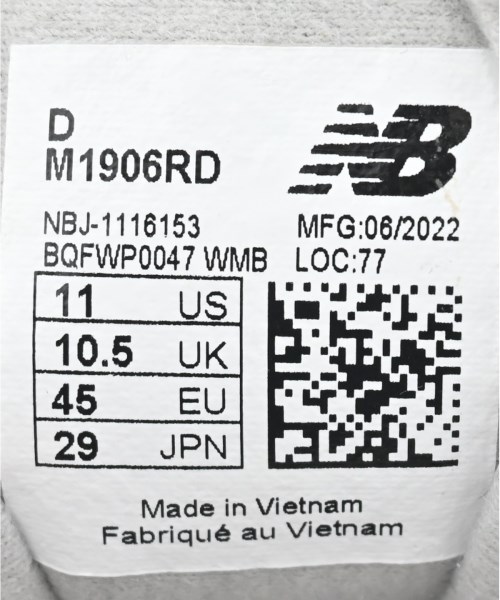 D
M1906RD
NB
NBJ-1116153
MFG:06/2022
BQFWP0047 WMB
LOC:77
11 US
10.5 UK
45 EU
29 JPN
Made in Vietnam
Fabriqué au Vietnam